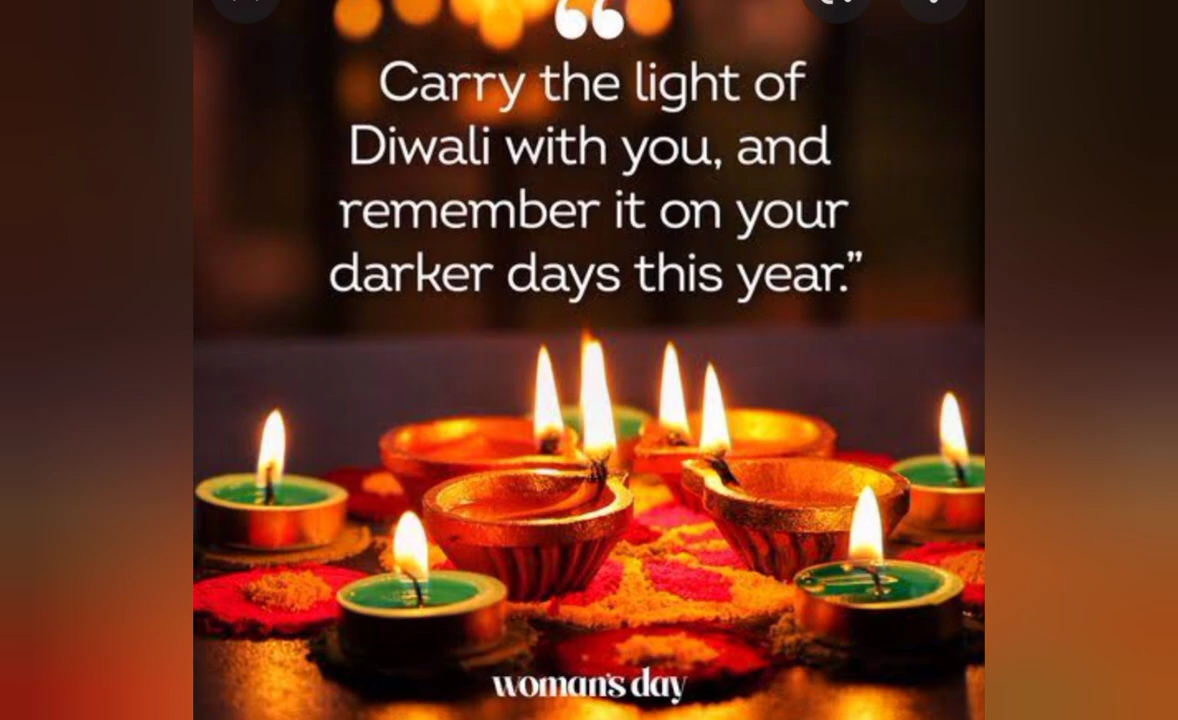 “
Carry the light of
Diwali with you, and
remember it on your
darker days this year.”
woman's day